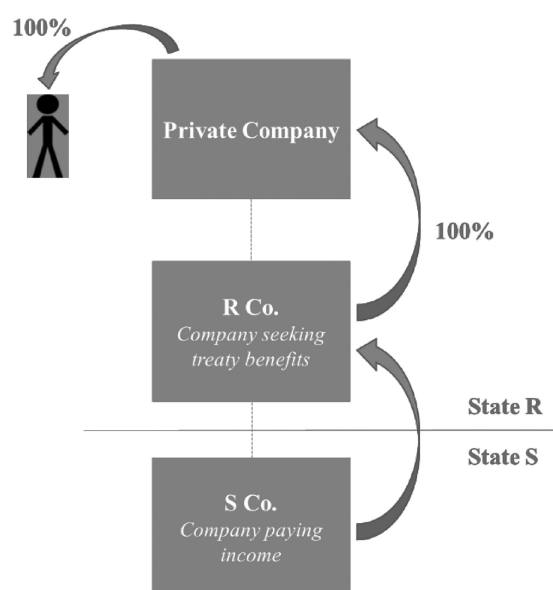 100%
Private Company
100%
R Co.
Company seeking
treaty benefits
State R
State S
S Co.
Company paying
income